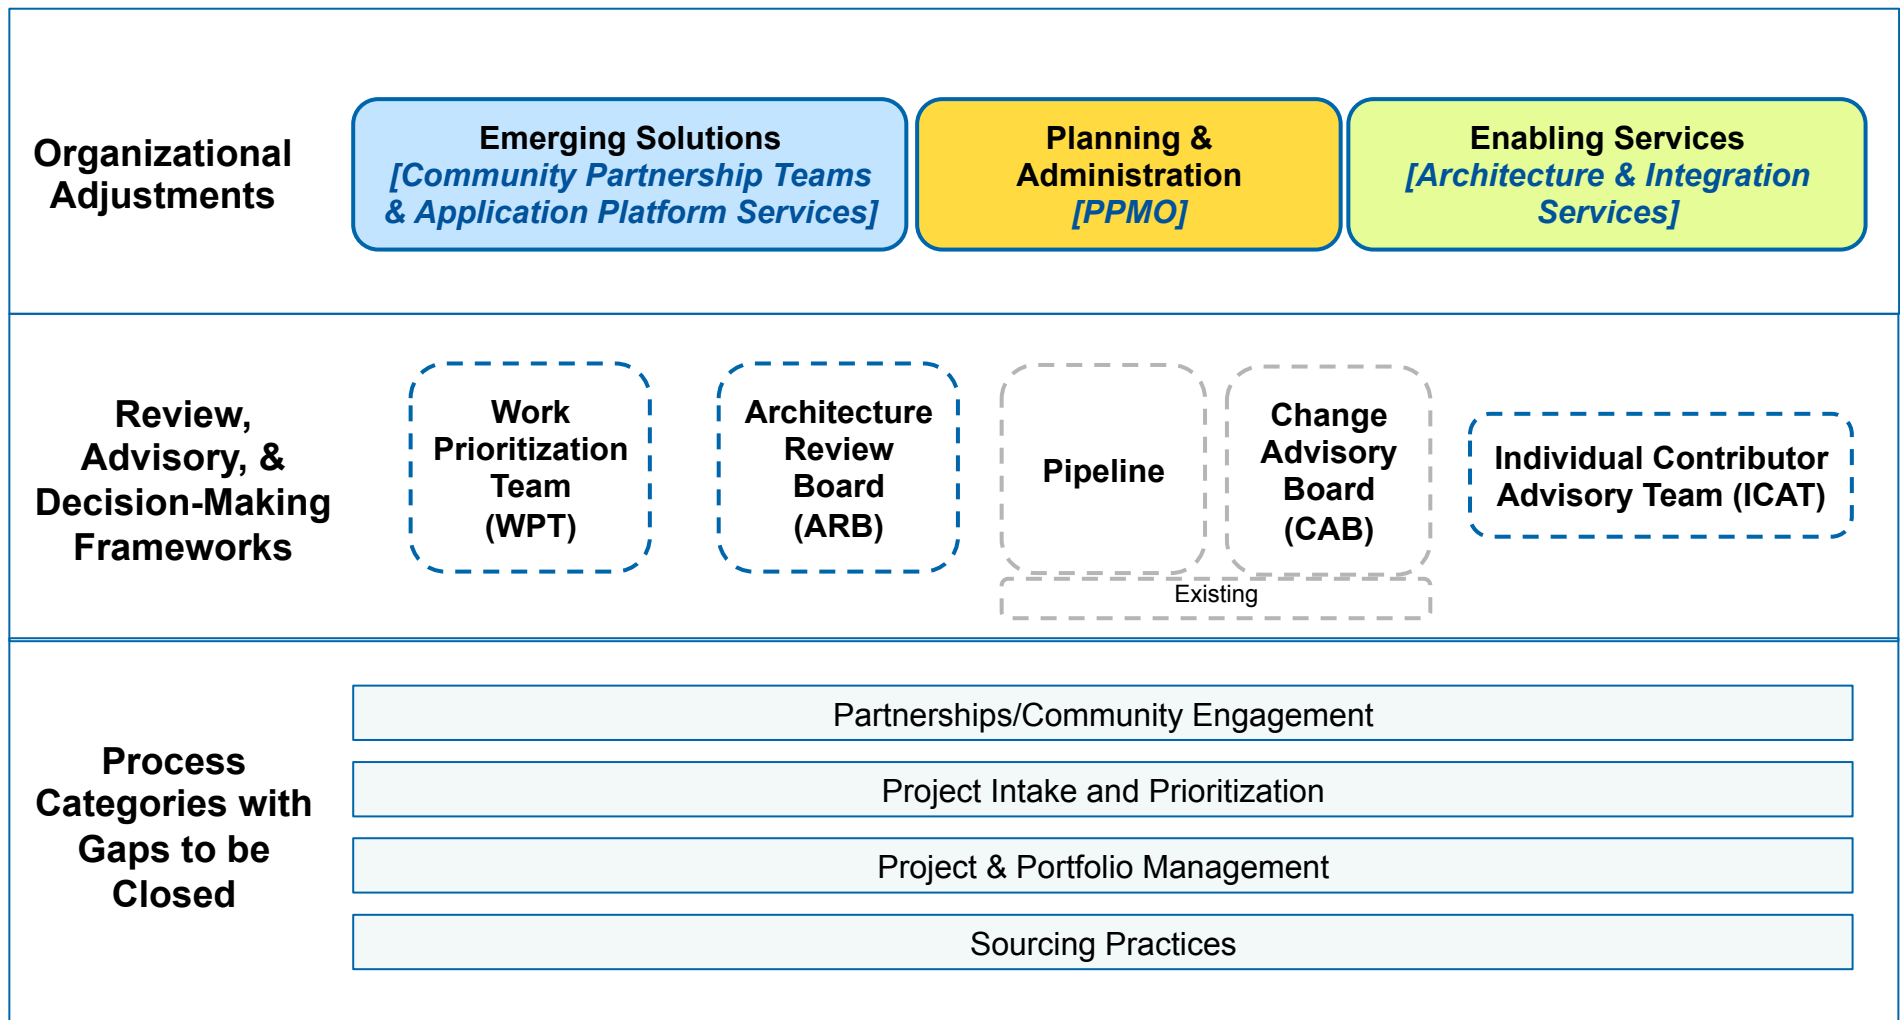 Organizational
Adjustments
Emerging Solutions
[Community Partnership Teams
& Application Platform Services]
Planning &
Administration
[PPMO]
Enabling Services
[Architecture & Integration
Services]
Review,
Advisory, &
Decision-Making
Frameworks
Work
Prioritization
Team
(WPT)
Architecture
Review
Board
(ARB)
Pipeline
Change
Advisory
Board
(CAB)
Existing
Individual Contributor
Advisory Team (ICAT)
Process
Categories with
Gaps to be
Closed
Partnerships/Community Engagement
Project Intake and Prioritization
Project & Portfolio Management
Sourcing Practices